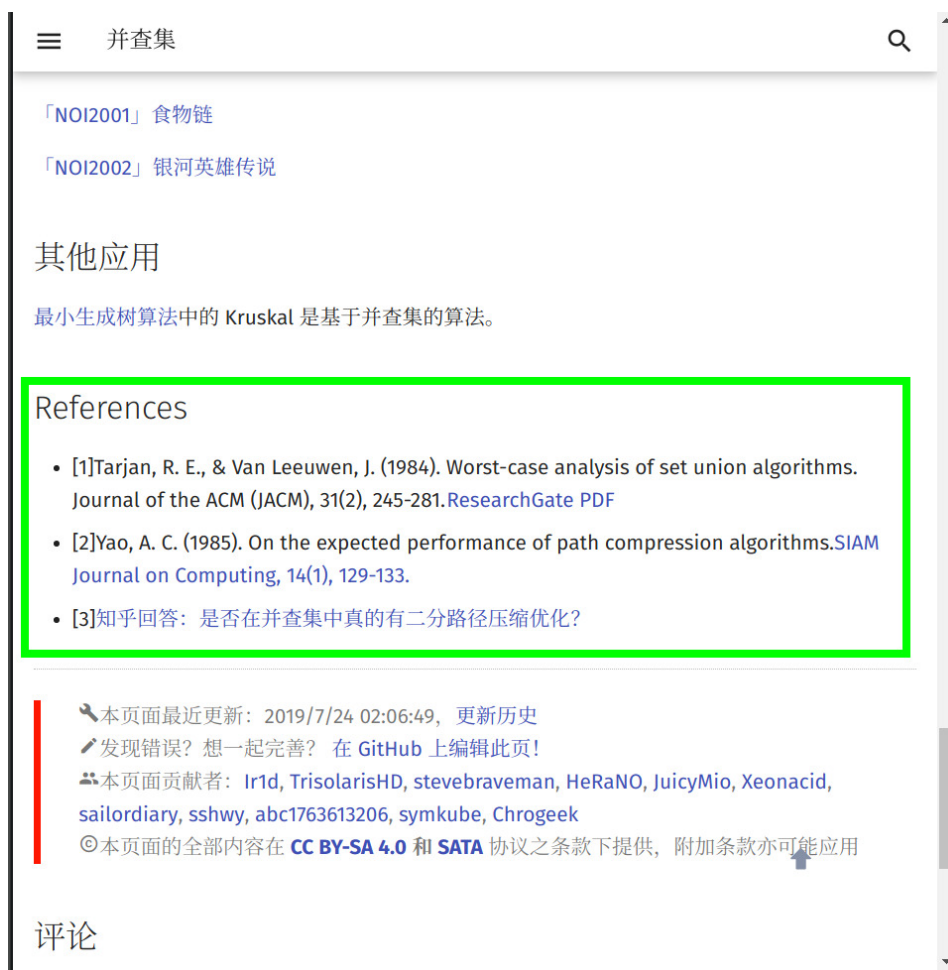 并查集
「NOI2001」食物链
「NOI2002」银河英雄传说
其他应用
最小生成树算法中的 Kruskal 是基于并查集的算法。
References
[1]Tarjan, R. E., & Van Leeuwen, J. (1984). Worst-case analysis of set union algorithms.
Journal of the ACM (JACM), 31(2), 245-281.ResearchGate PDF
[2]Yao, A. C. (1985). On the expected performance of path compression algorithms.SIAM
Journal on Computing, 14(1), 129-133.
[3]知乎回答：是否在并查集中真的有二分路径压缩优化？
本页面最近更新：2019/7/24 02:06:49，更新历史
发现错误？想一起完善？ 在 GitHub 上编辑此页！
本页面贡献者：Ir1d, TrisolarisHD, stevebraveman, HeRaNO, JuicyMio, Xeonacid,
sailordiary, sshwy, abc1763613206, symkube, Chrogeek
©本页面的全部内容在 CC BY-SA 4.0 和 SATA 协议之条款下提供，附加条款亦可能应用
评论